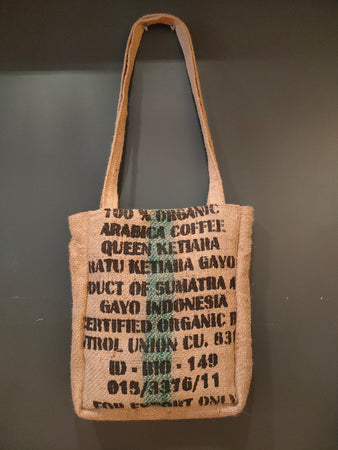 100 % ORGANIC
ARABICA COFFEE
QUEEN KETIARA
RATU KETIARA GAYO
DUCT OF SUMATRA A
GAYO INDONESIA
CERTIFIED ORGANIC B
TROL UNION CU. 83
ID - BIO - 149
015/3376/11
FOR EXPORT ONLY